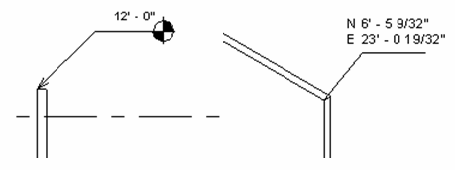 12' - 0"
N 6' - 5 9/32"
E 23' - 0 19/32"